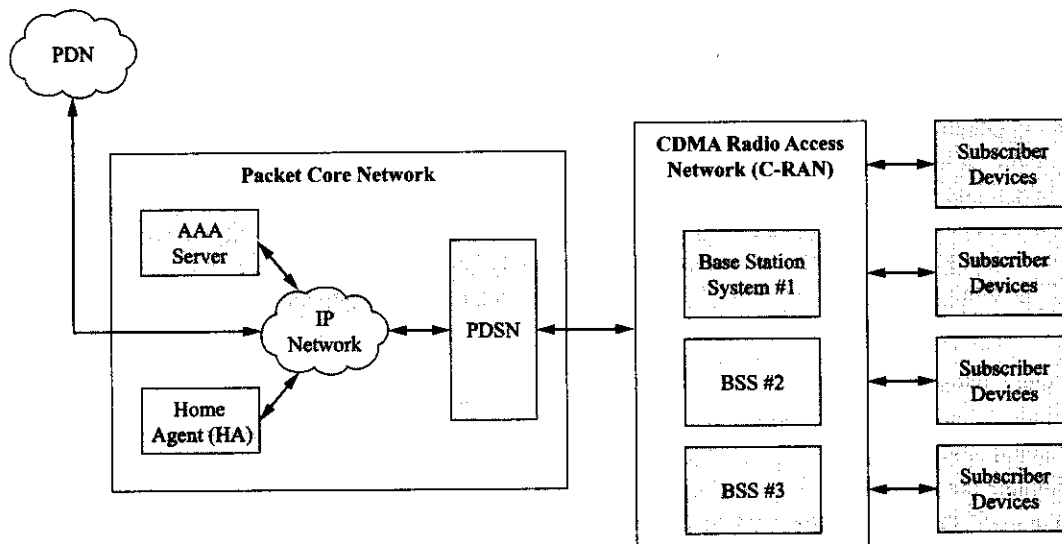 PDN
Packet Core Network
AAA
Server
IP
Network
Home
Agent (HA)
PDSN
CDMA Radio Access
Network (C-RAN)
Base Station
System #1
BSS #2
BSS #3
Subscriber
Devices
Subscriber
Devices
Subscriber
Devices
Subscriber
Devices